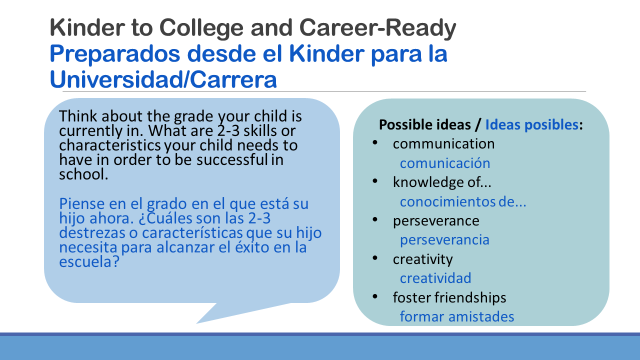 Kinder to College and Career-Ready
Preparados desde el Kinder para la
Universidad/Carrera
Think about the grade your child is
currently in. What are 2-3 skills or
characteristics your child needs to
have in order to be successful in
school.
Piense en el grado en el que está su
hijo ahora. ¿Cuáles son las 2-3
destrezas o características que su hijo
necesita para alcanzar el éxito en la
escuela?
Possible ideas / Ideas posibles:
• communication
comunicación
• knowledge of...
conocimientos de...
• perseverance
perseverancia
• creativity
creatividad
• foster friendships
formar amistades